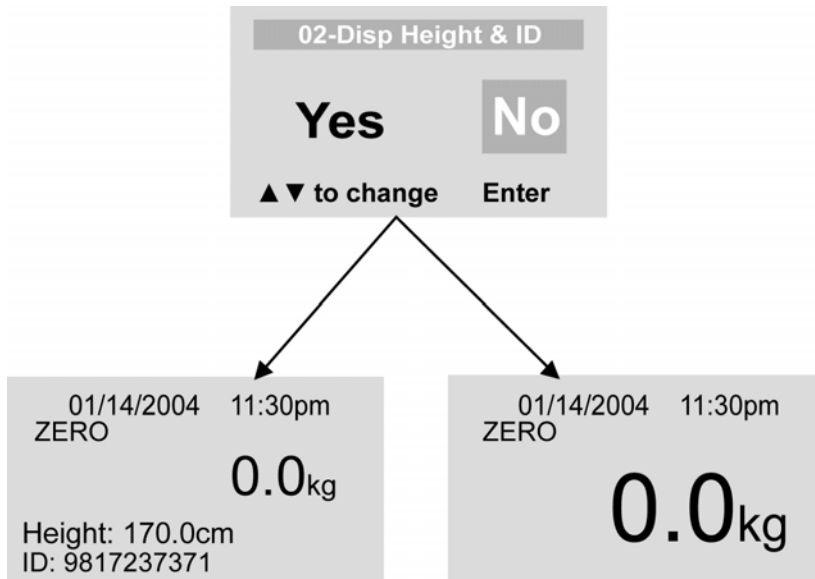 02-Disp Height & ID
Yes No
▲▼ to change Enter
01/14/2004 11:30pm
ZERO
0.0kg
Height: 170.0cm
ID: 9817237371
01/14/2004 11:30pm
ZERO
0.0kg